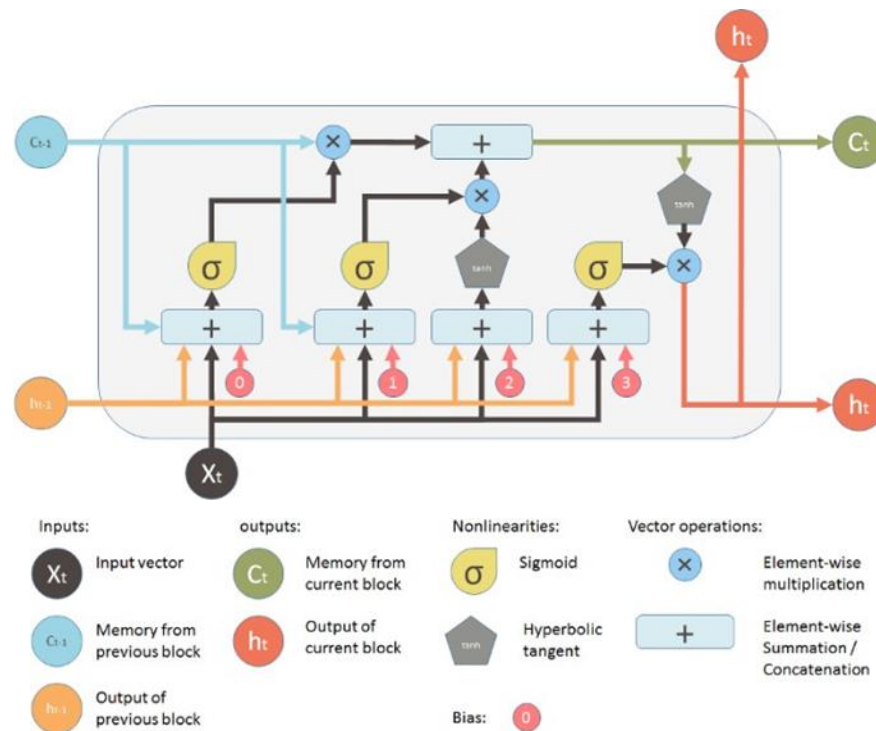 ht
Ct-1
×
+
Ct
tanh
×
σ
σ
tanh
σ
×
+
+
+
+
0
1
2
3
ht-1
ht
Xt
Inputs:
outputs:
Nonlinearities:
Vector operations:
Xt
Input vector
Ct
Memory from
current block
σ
Sigmoid
×
Element-wise
multiplication
Ct-1
Memory from
previous block
ht
Output of
current block
tanh
Hyperbolic
tangent
+
Element-wise
Summation /
Concatenation
ht-1
Output of
previous block
Bias:
0